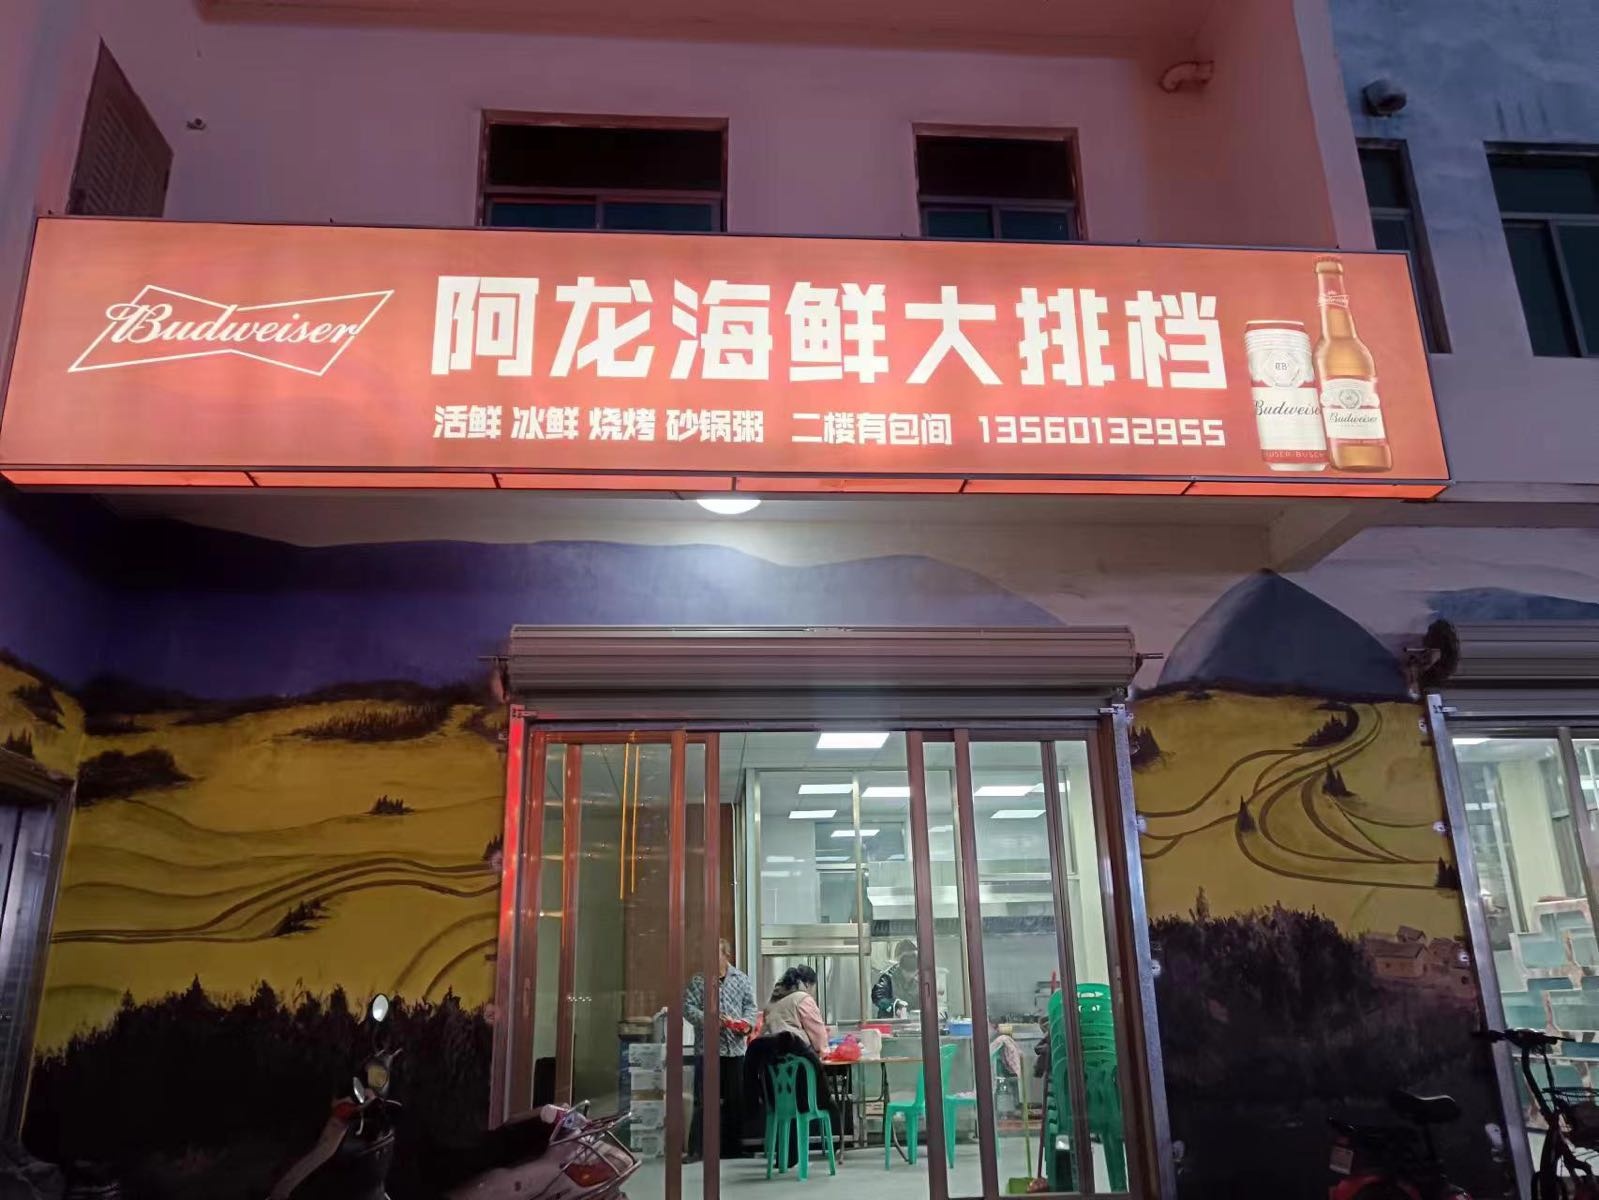 Budweiser
阿龙海鲜大排档
活鲜 冰鲜 烧烤 砂锅粥 二楼有包间 13560132955
Budweise
Budweiser